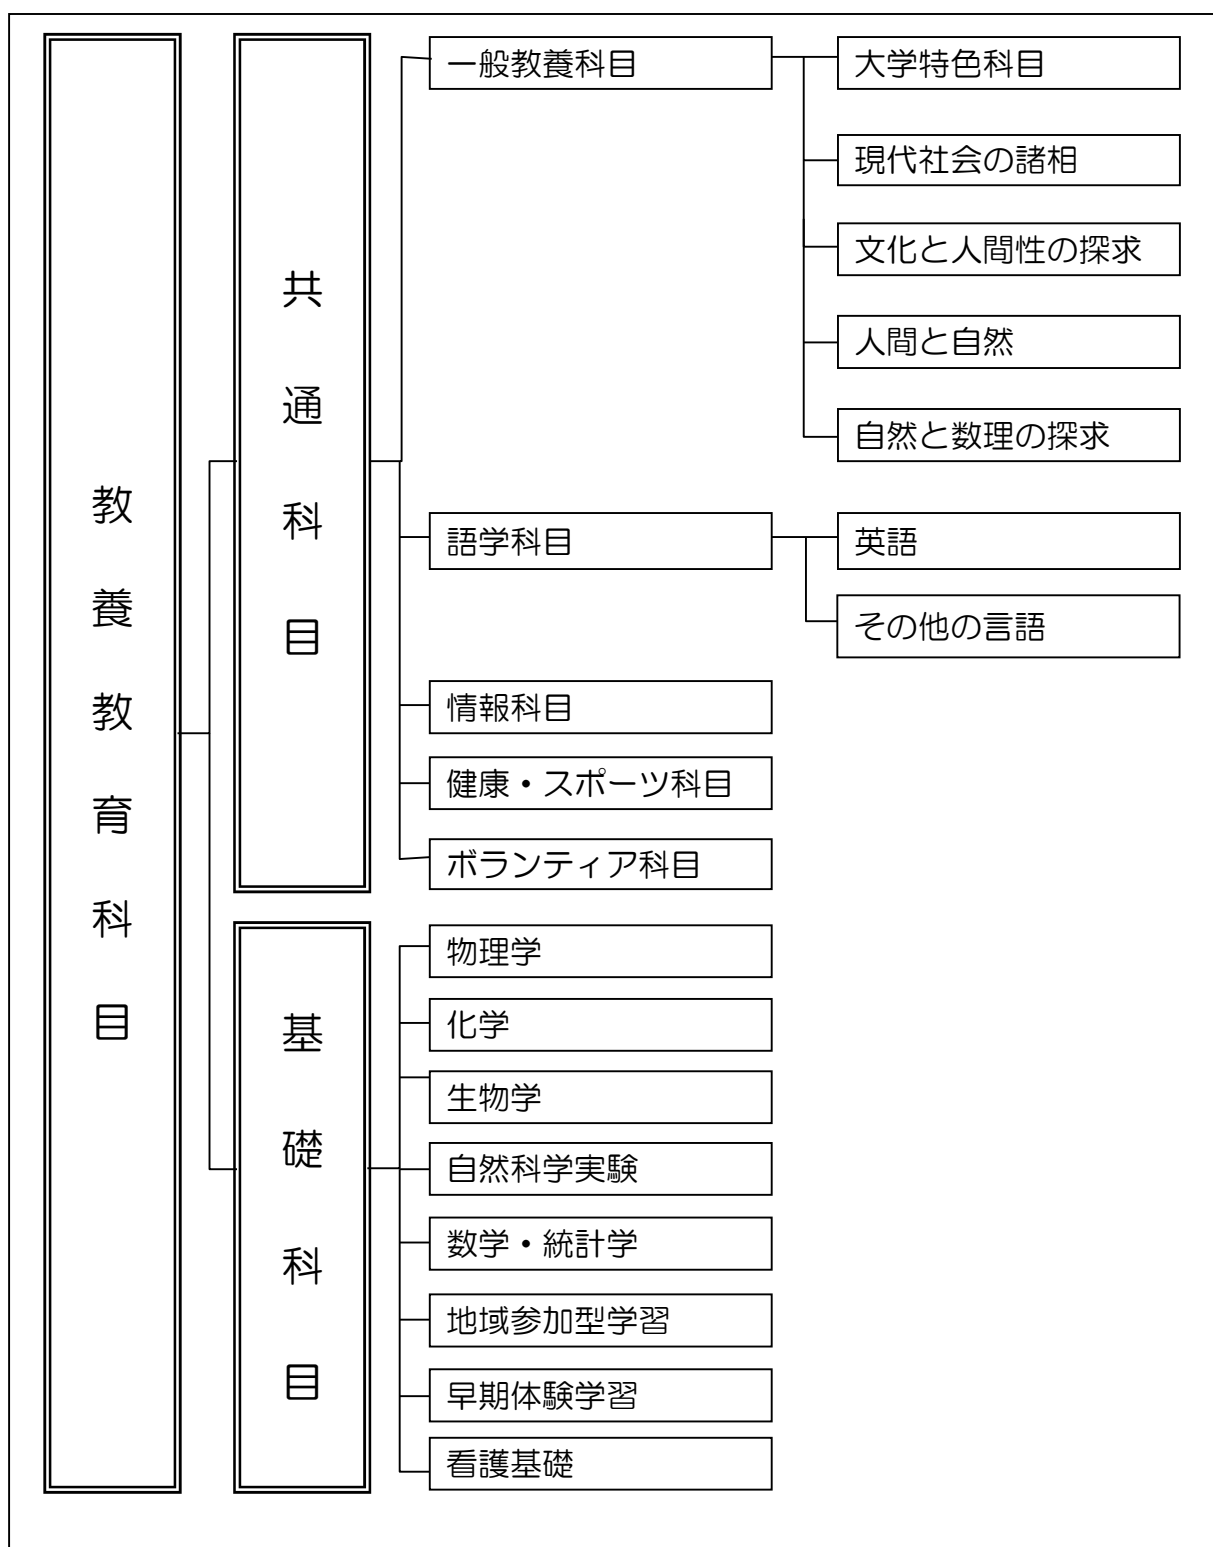 教養教育科目
共通科目
一般教養科目
大学特色科目
現代社会の諸相
文化と人間性の探求
人間と自然
自然と数理の探求
語学科目
英語
その他の言語
情報科目
健康・スポーツ科目
ボランティア科目
基礎科目
物理学
化学
生物学
自然科学実験
数学・統計学
地域参加型学習
早期体験学習
看護基礎